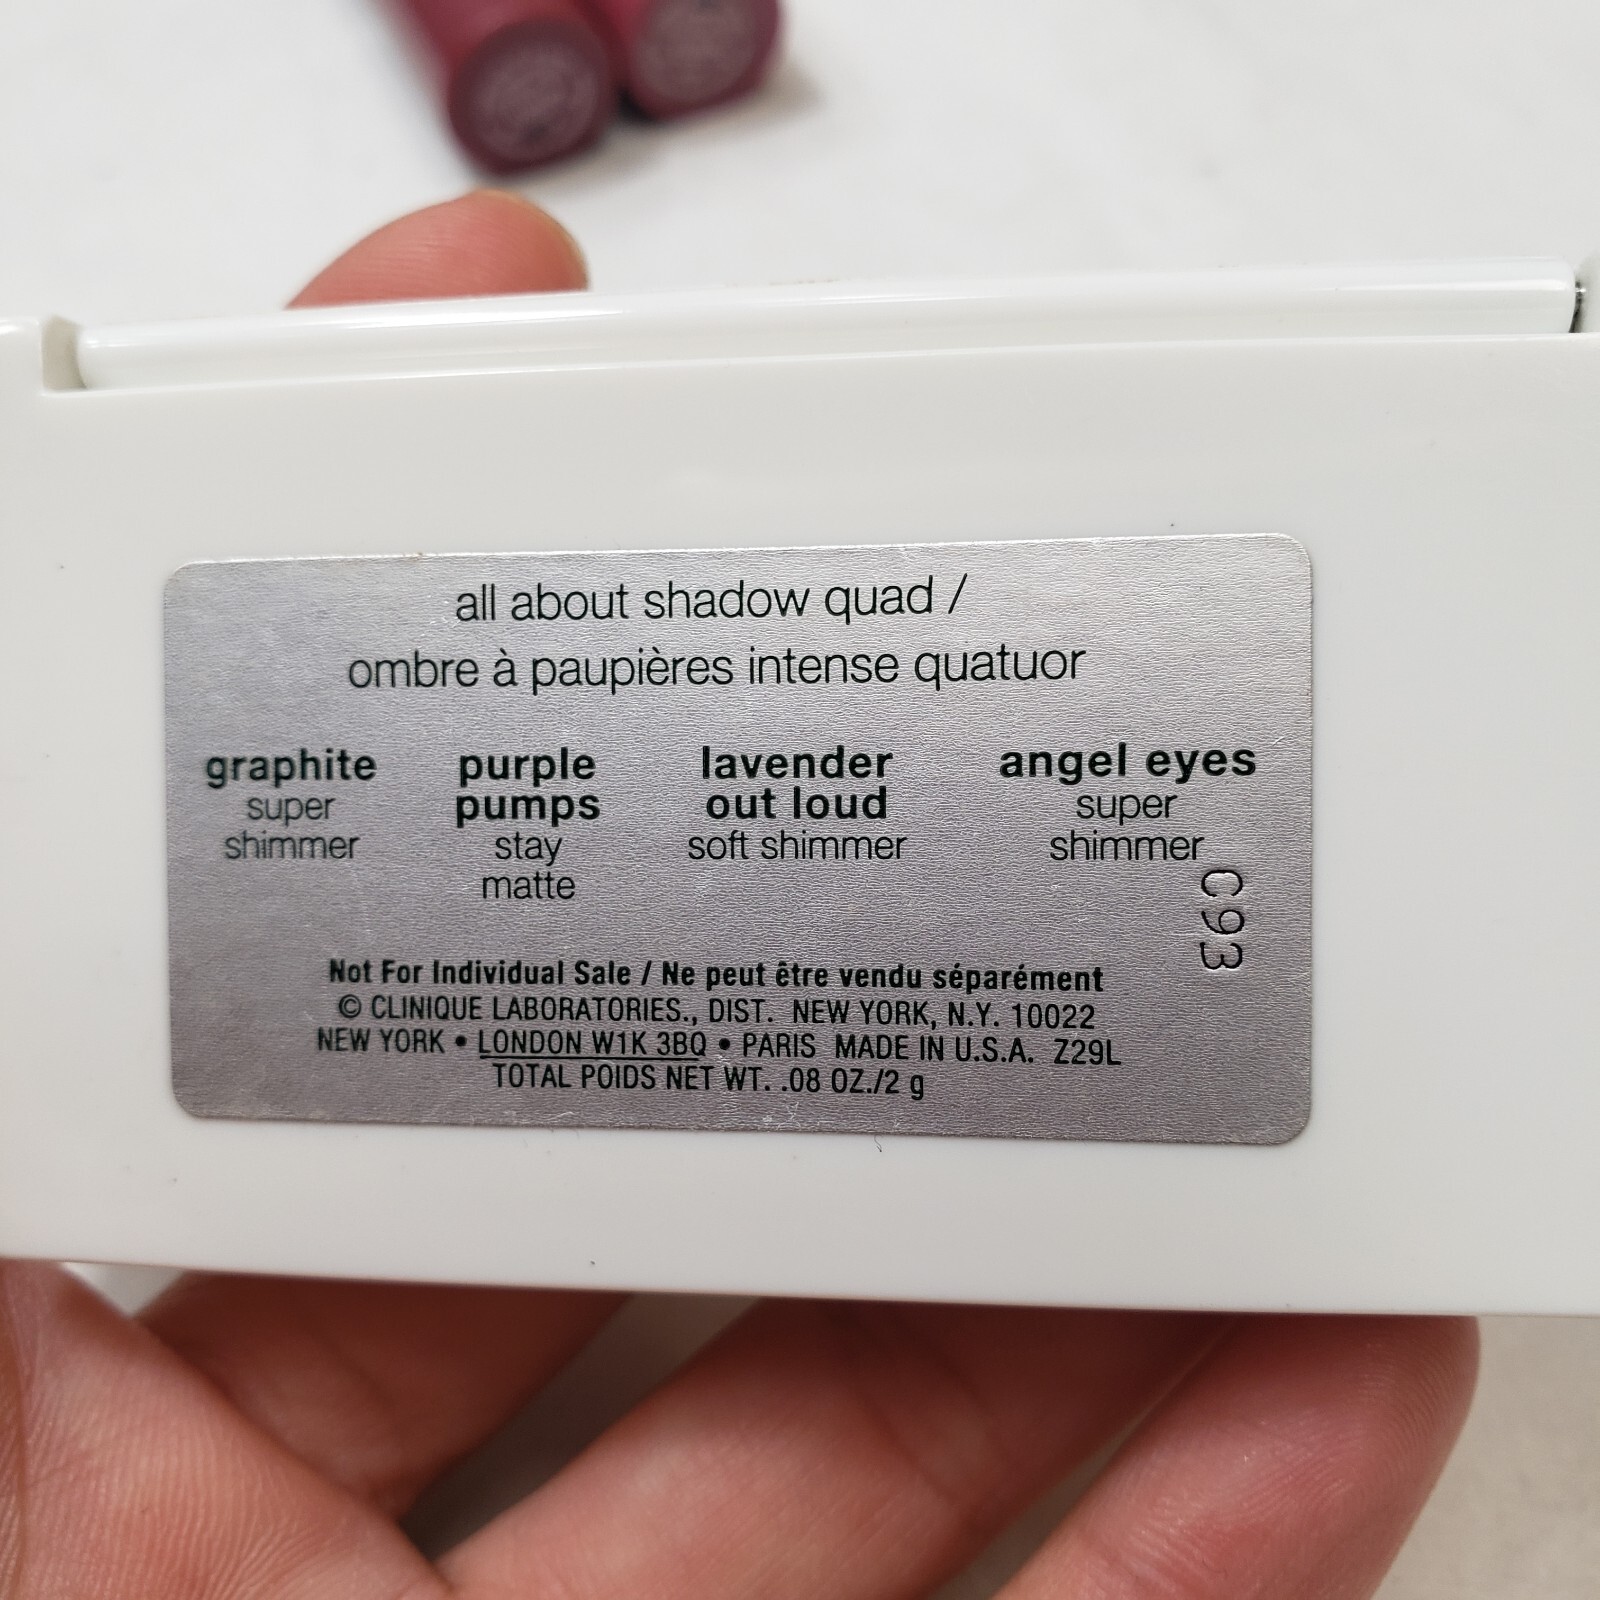 all about shadow quad /
ombre à paupières intense quatuor
graphite
super
shimmer
purple
pumps
stay
matte
lavender
out loud
soft shimmer
angel eyes
super
shimmer
C93
Not For Individual Sale / Ne peut être vendu séparément
© CLINIQUE LABORATORIES., DIST. NEW YORK, N.Y. 10022
NEW YORK • LONDON W1K 3BQ • PARIS MADE IN U.S.A. Z29L
TOTAL POIDS NET WT. .08 OZ./2 g